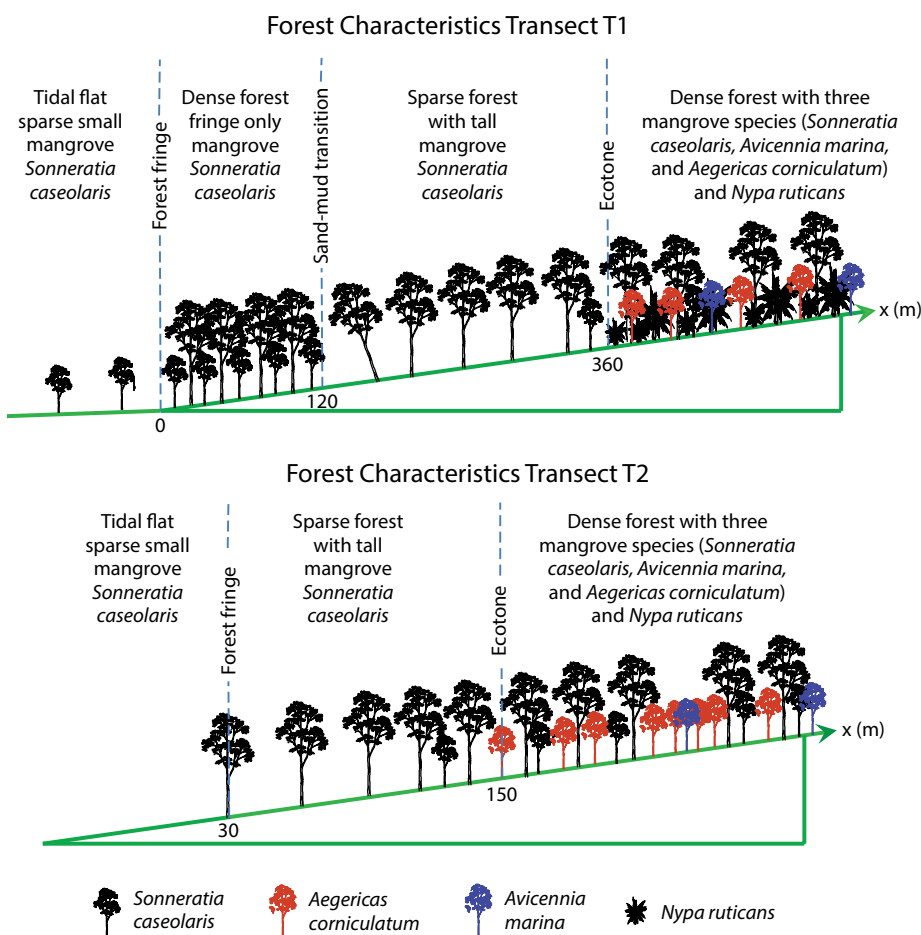 Forest Characteristics Transect T1
Tidal flat
sparse small
mangrove
Sonneratia
caseolaris
Forest fringe
Dense forest
fringe only
mangrove
Sonneratia
caseolaris
Sand-mud transition
Sparse forest
with tall
mangrove
Sonneratia
caseolaris
Ecotone
Dense forest with three
mangrove species (Sonneratia
caseolaris, Avicennia marina,
and Aegericas corniculatum)
and Nypa ruticans
x (m)
0
120
360
Forest Characteristics Transect T2
Tidal flat
sparse small
mangrove
Sonneratia
caseolaris
Forest fringe
Sparse forest
with tall
mangrove
Sonneratia
caseolaris
Ecotone
Dense forest with three
mangrove species (Sonneratia
caseolaris, Avicennia marina,
and Aegericas corniculatum)
and Nypa ruticans
x (m)
30
150
Sonneratia
caseolaris
Aegericas
corniculatum
Avicennia
marina
Nypa ruticans